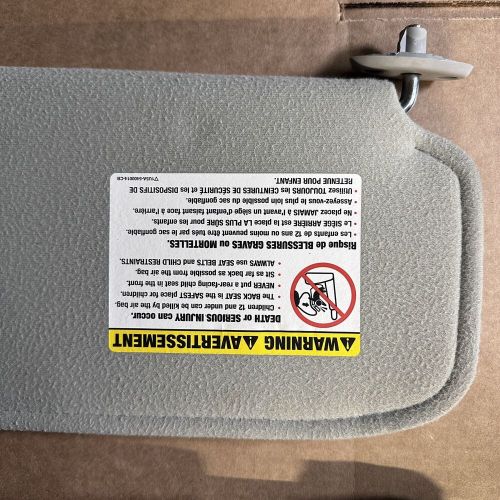 ⚠WARNING ⚠AVERTISSEMENT
DEATH or SERIOUS INJURY can occur.
• Children 12 and under can be killed by the air bag.
• The BACK SEAT is the SAFEST place for children.
• NEVER put a rear-facing child seat in the front.
• Sit as far back as possible from the air bag.
• ALWAYS use SEAT BELTS and CHILD RESTRAINTS.
Risque de BLESSURES GRAVES ou MORTELLES.
• Les enfants de 12 ans ou moins peuvent être tués par le sac gonflable.
• Le SIÈGE ARRIÈRE est la place LA PLUS SÛRE pour les enfants.
• Ne placez JAMAIS à l'avant un siège d'enfant faisant face à l'arrière.
• Assoyez-vous le plus loin possible du sac gonflable.
• Utilisez TOUJOURS les CEINTURES DE SÉCURITÉ et les DISPOSITIFS DE
RETENUE POUR ENFANT.